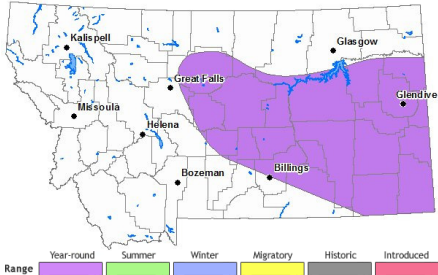 Kalispell
Glasgow
Great Falls
Glendive
Missoula
Helena
Billings
Bozeman
Year-round Summer Winter Migratory Historic Introduced
Range